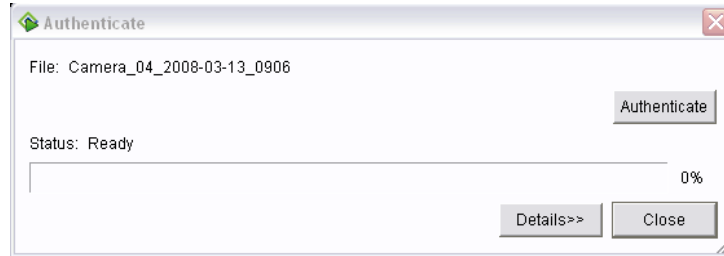 Authenticate
File: Camera_04_2008-03-13_0906
Authenticate
Status: Ready
0%
Details>>
Close